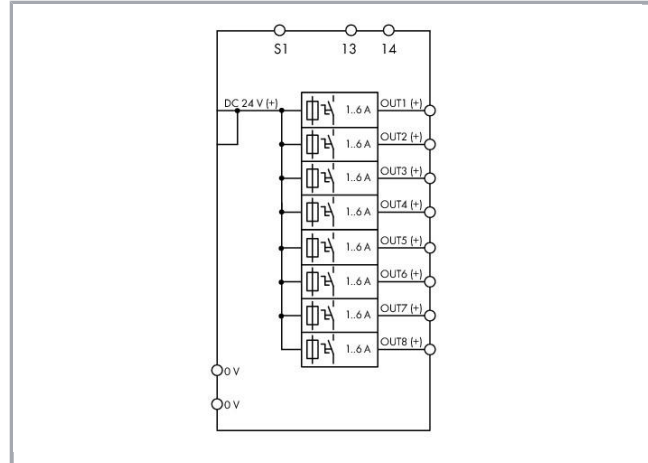 S1 13 14
DC 24 V (+)
1..6 A OUT1 (+)
1..6 A OUT2 (+)
1..6 A OUT3 (+)
1..6 A OUT4 (+)
1..6 A OUT5 (+)
1..6 A OUT6 (+)
1..6 A OUT7 (+)
1..6 A OUT8 (+)
0 V
0 V